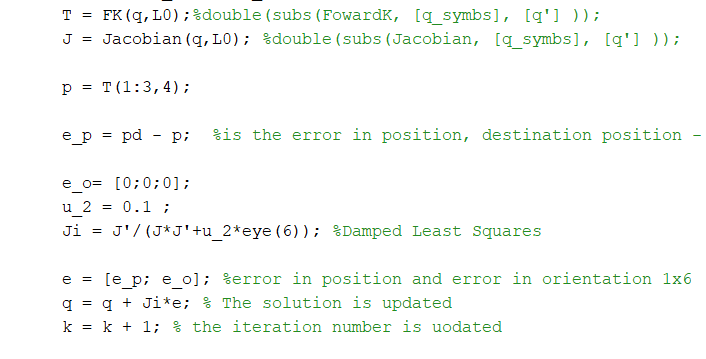 T = FK(q,L0);%double(subs(FowardK, [q_symbs], [q'] ));
J = Jacobian(q,L0); %double(subs(Jacobian, [q_symbs], [q'] ));
p = T(1:3,4);
e_p = pd - p;  %is the error in position, destination position -
e_o= [0;0;0];
u_2 = 0.1 ;
Ji = J'/(J*J'+u_2*eye(6)); %Damped Least Squares
e = [e_p; e_o]; %error in position and error in orientation 1x6
q = q + Ji*e; % The solution is updated
k = k + 1; % the iteration number is uodated